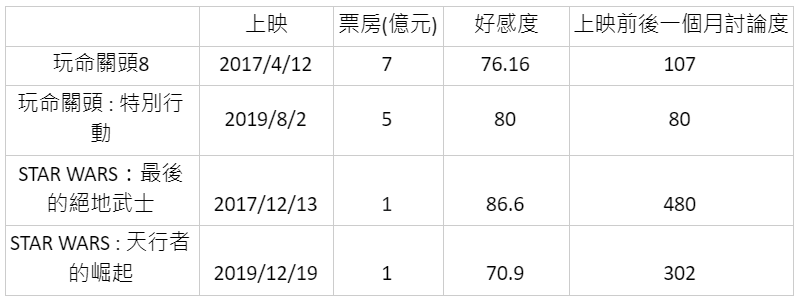 上映 票房(億元) 好感度 上映前後一個月討論度
玩命關頭8 2017/4/12 7 76.16 107
玩命關頭 : 特別行
動 2019/8/2 5 80 80
STAR WARS：最後
的絕地武士 2017/12/13 1 86.6 480
STAR WARS : 天行者
的崛起 2019/12/19 1 70.9 302